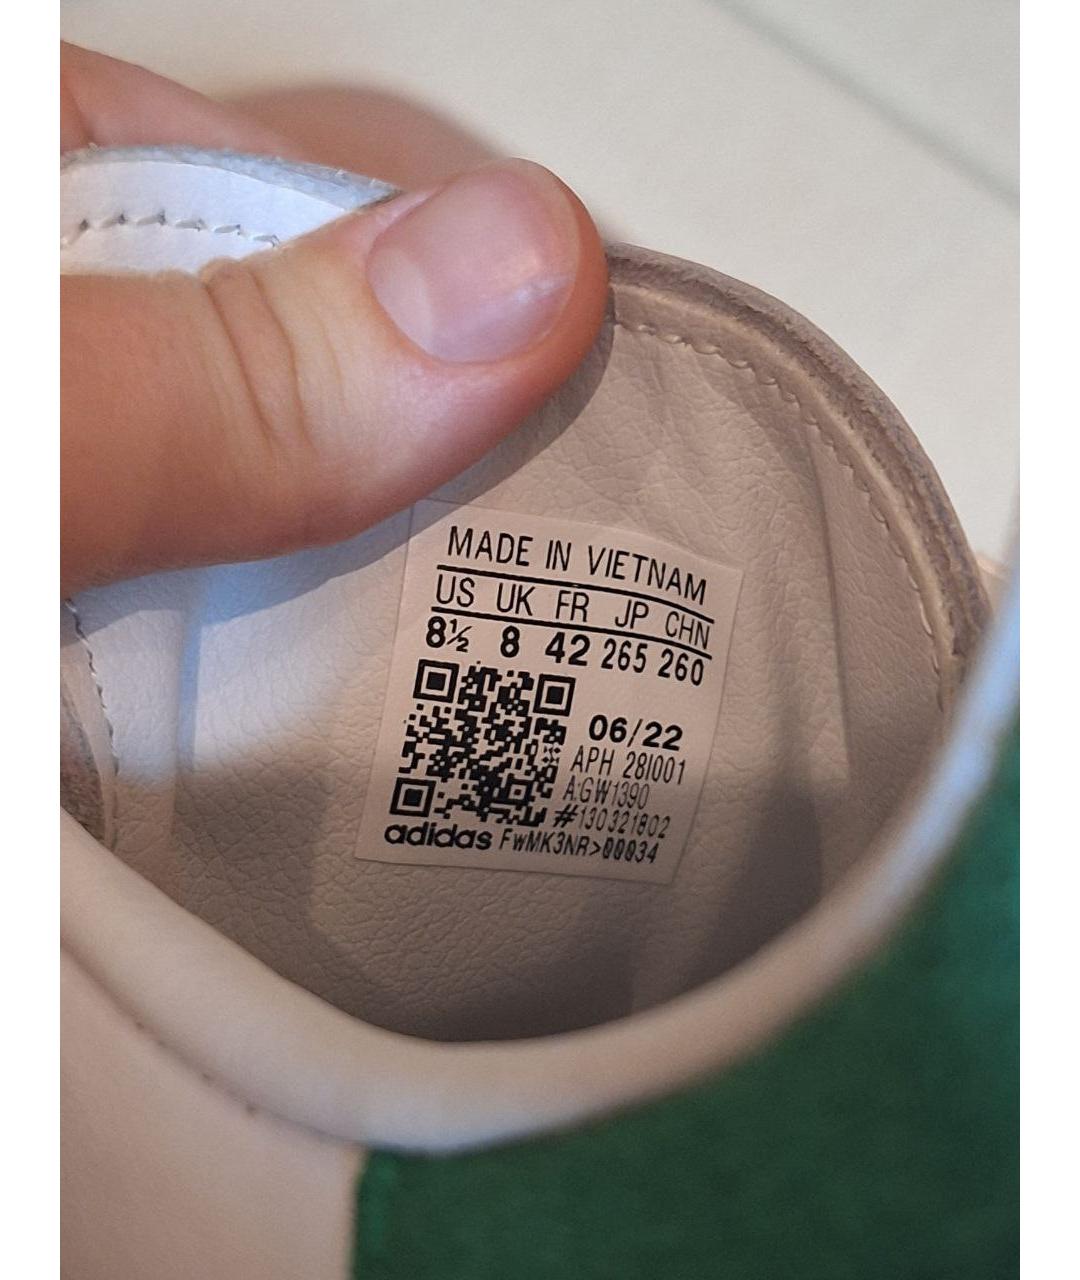 MADE IN VIETNAM
US UK FR JP CHN
8½ 8 42 265 260
06/22
APH 28I001
A:GW1390
#130321802
adidas FwMK3NR>00034